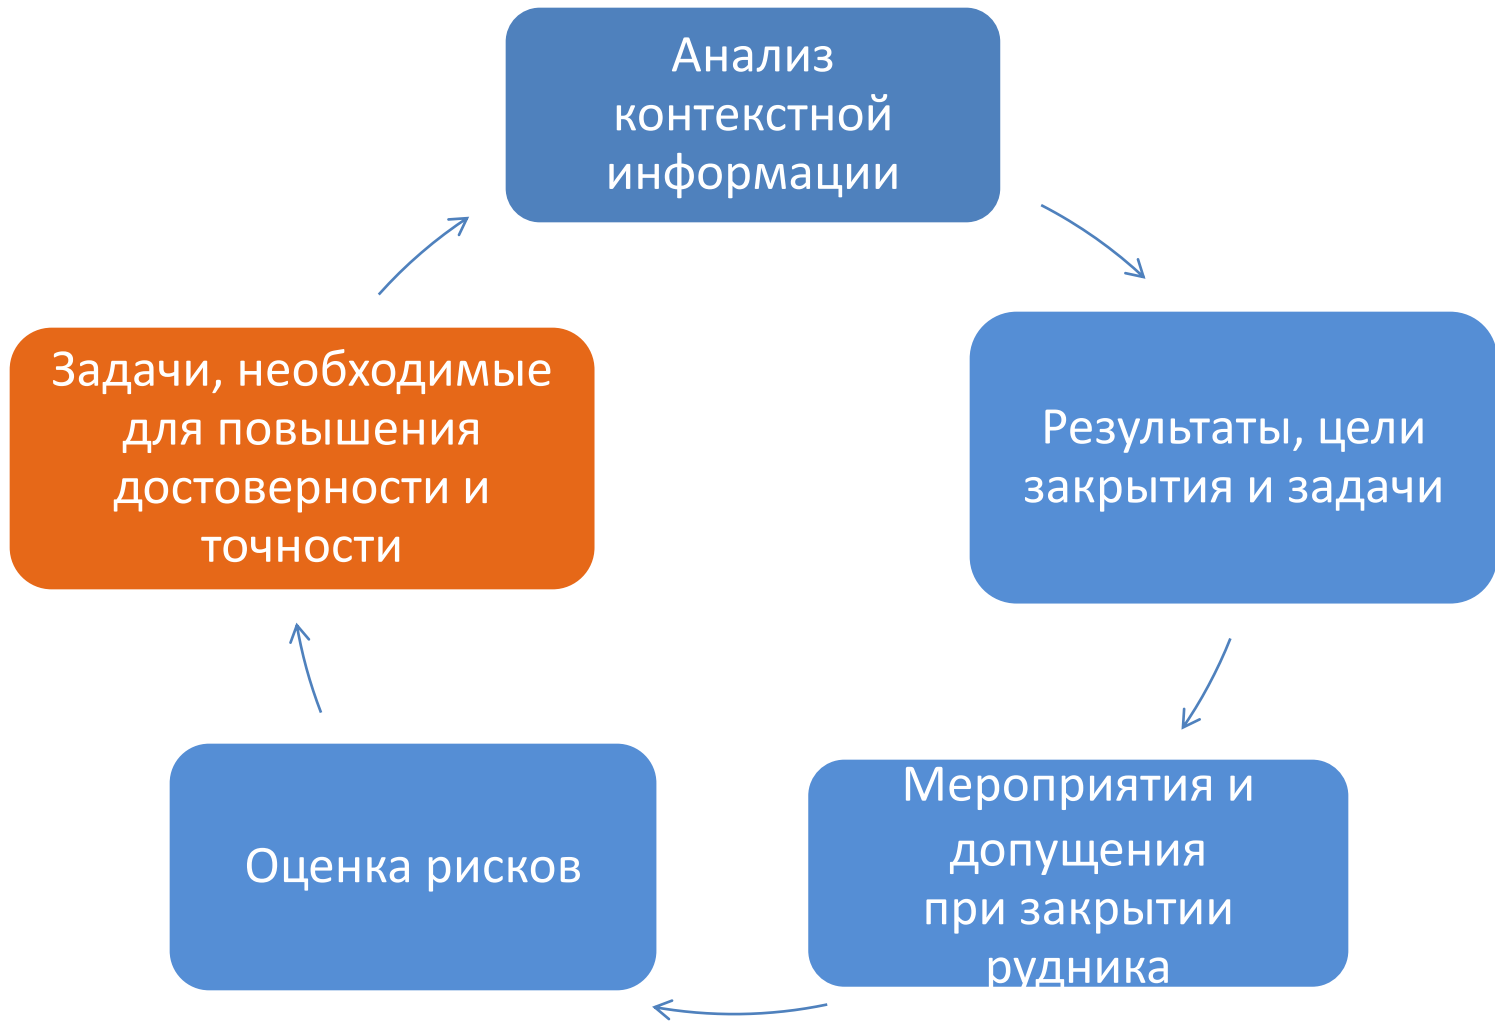 Анализ
контекстной
информации
Задачи, необходимые
для повышения
достоверности и
точности
Результаты, цели
закрытия и задачи
Оценка рисков
Мероприятия и
допущения
при закрытии
рудника